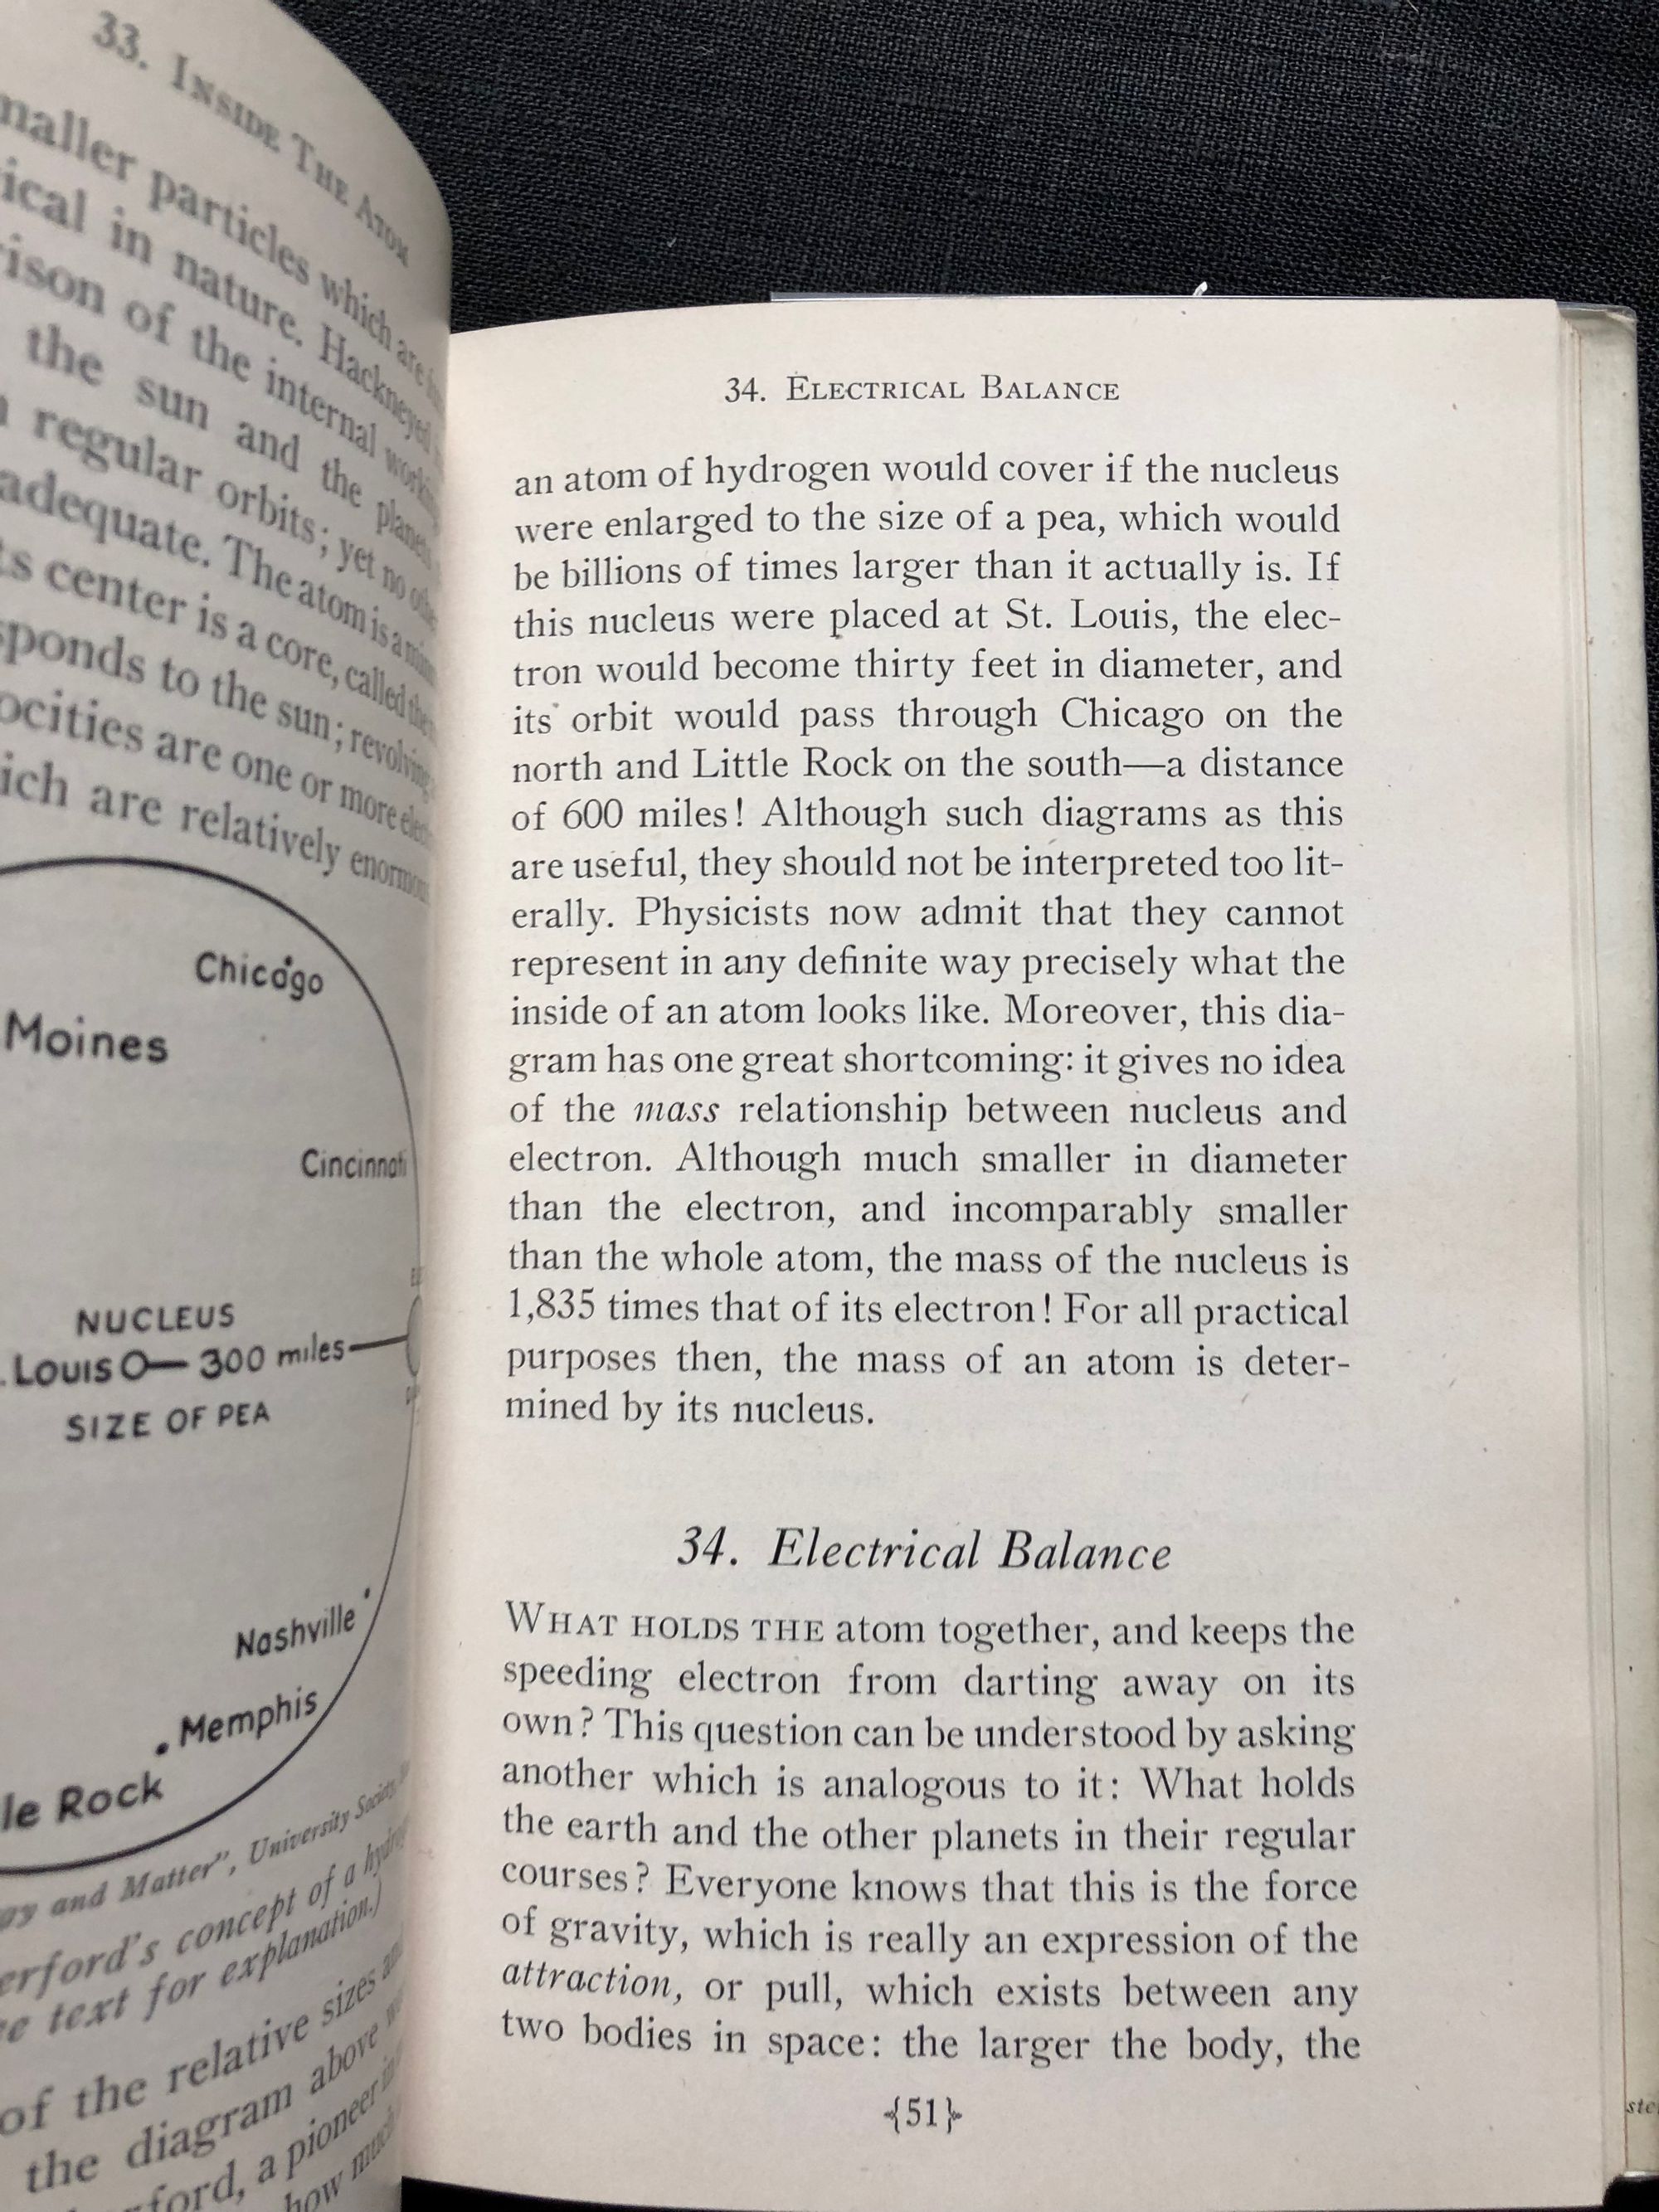 33. INSIDE THE ATOM
maller particles which are
ical in nature. Hackneyed
rison of the internal
the sun and the planets
regular orbits; yet no
adequate. The atom is a
ts center is a core, called the
sponds to the sun; revolving
ocities are one or more
ich are relatively
Chicago
Moines
Cincinnati
NUCLEUS
. Louis O— 300 miles—
SIZE OF PEA
Nashville
Memphis
le Rock
gy and Matter", University Society
erford's concept of a
e text for explanation.)
of the relative sizes
the diagram above
ford, a pioneer in
how much
34. ELECTRICAL BALANCE
an atom of hydrogen would cover if the nucleus
were enlarged to the size of a pea, which would
be billions of times larger than it actually is. If
this nucleus were placed at St. Louis, the elec-
tron would become thirty feet in diameter, and
its orbit would pass through Chicago on the
north and Little Rock on the south—a distance
of 600 miles! Although such diagrams as this
are useful, they should not be interpreted too lit-
erally. Physicists now admit that they cannot
represent in any definite way precisely what the
inside of an atom looks like. Moreover, this dia-
gram has one great shortcoming: it gives no idea
of the mass relationship between nucleus and
electron. Although much smaller in diameter
than the electron, and incomparably smaller
than the whole atom, the mass of the nucleus is
1,835 times that of its electron! For all practical
purposes then, the mass of an atom is deter-
mined by its nucleus.
34. Electrical Balance
WHAT HOLDS THE atom together, and keeps the
speeding electron from darting away on its
own? This question can be understood by asking
another which is analogous to it: What holds
the earth and the other planets in their regular
courses? Everyone knows that this is the force
of gravity, which is really an expression of the
attraction, or pull, which exists between any
two bodies in space: the larger the body, the
{51}